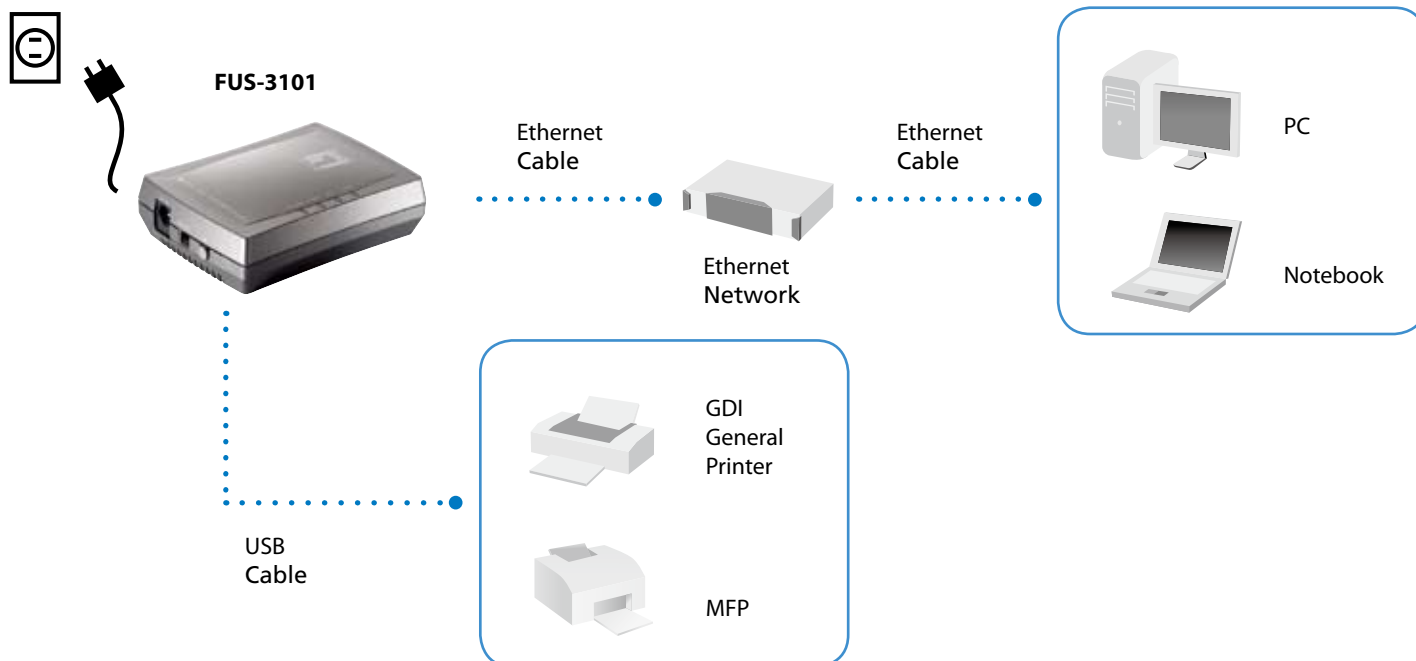 FUS-3101
Ethernet
Cable
Ethernet
Cable
PC
Ethernet
Network
Notebook
GDI
General
Printer
USB
Cable
MFP